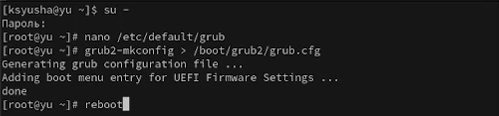 [ksyusha@yu ~]$ su -
Пароль:
[root@yu ~]# nano /etc/default/grub
[root@yu ~]# grub2-mkconfig > /boot/grub2/grub.cfg
Generating grub configuration file ...
Adding boot menu entry for UEFI Firmware Settings ...
done
[root@yu ~]# reboot